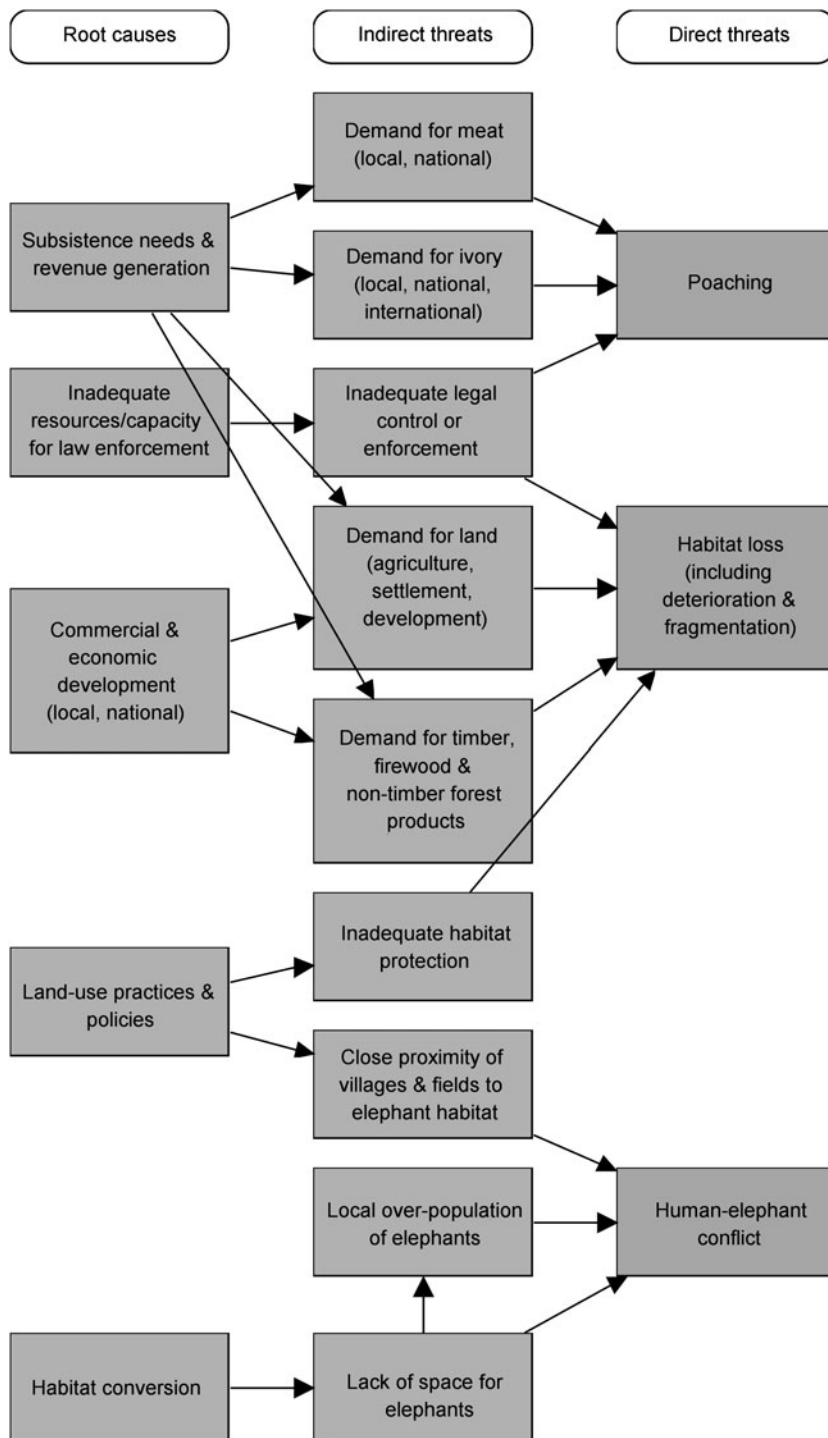 Root causes
Indirect threats
Direct threats
Demand for meat
(local, national)
Subsistence needs &
revenue generation
Demand for ivory
(local, national,
international)
Poaching
Inadequate
resources/capacity
for law enforcement
Inadequate legal
control or
enforcement
Demand for land
(agriculture,
settlement,
development)
Habitat loss
(including
deterioration &
fragmentation)
Commercial &
economic
development
(local, national)
Demand for timber,
firewood &
non-timber forest
products
Inadequate habitat
protection
Land-use practices &
policies
Close proximity of
villages & fields to
elephant habitat
Local over-population
of elephants
Human-elephant
conflict
Habitat conversion
Lack of space for
elephants